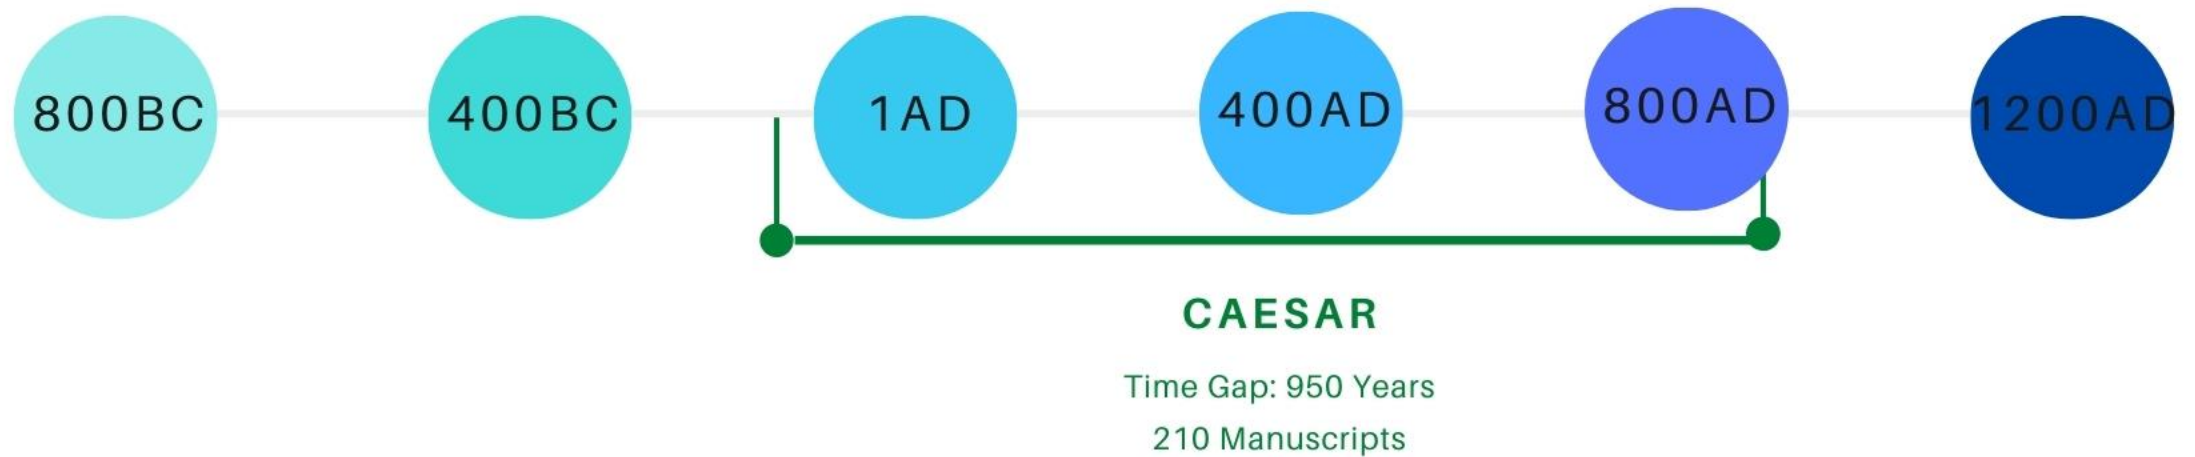 800BC
400BC
1AD
400AD
800AD
1200AD
CAESAR
Time Gap: 950 Years
210 Manuscripts